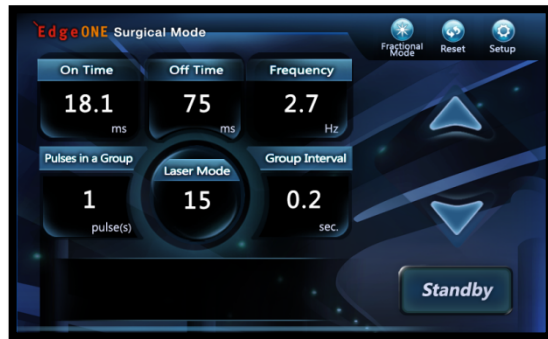 EdgeONE Surgical Mode
Fractional Mode
Reset
Setup
On Time
Off Time
Frequency
18.1
75
2.7
ms
ms
Hz
Pulses in a Group
Laser Mode
Group Interval
1
15
0.2
pulse(s)
sec.
Standby